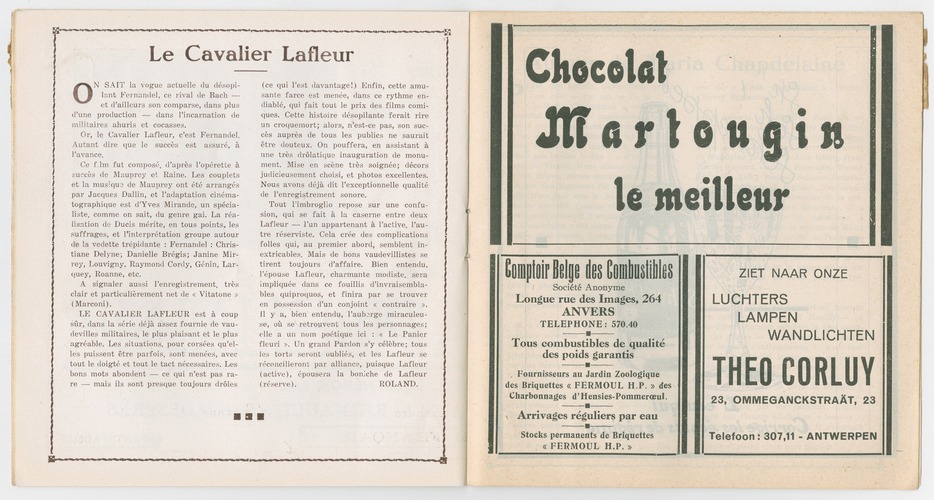 Le Cavalier Lafleur
ON SAIT la vogue actuelle du désopi-
lant Fernandel, ce rival de Bach —
et d'ailleurs son comparse, dans plus
d'une production — dans l'incarnation de
militaires ahuris et cocasses.
Or, le Cavalier Lafleur, c'est Fernandel.
Autant dire que le succès est assuré, à
l'avance.
Ce film fut composé, d'après l'opérette à
succès de Mauprey et Raine. Les couplets
et la musique de Mauprey ont été arrangés
par Jacques Dallin, et l'adaptation cinéma-
tographique est d'Yves Mirande, un spécia-
liste, comme on sait, du genre gai. La réa-
lisation de Ducis mérite, en tous points, les
suffrages, et l'interprétation groupe autour
de la vedette trépidante : Fernandel : Chris-
tiane Delyne; Danielle Brégis; Janine Mir-
rey, Louvigny, Raymond Cordy, Génin, Lar-
quey, Roanne, etc.
A signaler aussi l'enregistrement, très
clair et particulièrement net de « Vitatone »
(Marconi).
LE CAVALIER LAFLEUR est à coup
sûr, dans la série déjà assez fournie de vau-
devilles militaires, le plus plaisant et le plus
agréable. Les situations, pour corsées qu'el-
les puissent être parfois, sont menées, avec
tout le doigté et tout le tact nécessaires. Les
bons mots abondent — ce qui n'est pas ra-
re — mais ils sont presque toujours drôles
(ce qui l'est davantage!) Enfin, cette amu-
sante farce est menée, dans ce rythme en-
diablé, qui fait tout le prix des films comi-
ques. Cette histoire désopilante ferait rire
un croquemort; alors, n'est-ce pas, son suc-
cès auprès de tous les publics ne saurait
être douteux. On pouffera, en assistant à
une très drôlatique inauguration de monu-
ment. Mise en scène très soignée; décors
judicieusement choisi, et photos excellentes.
Nous avons déjà dit l'exceptionnelle qualité
de l'enregistrement sonore.
Tout l'imbroglio repose sur une confu-
sion, qui se fait à la caserne entre deux
Lafleur — l'un appartenant à l'active, l'au-
tre réserviste. Cela crée des complications
folles qui, au premier abord, semblent in-
extricables. Mais de bons vaudevillistes se
tirent toujours d'affaire. Bien entendu,
l'épouse Lafleur, charmante modiste, sera
impliquée dans ce fouillis d'invraisembla-
bles quiproquos, et finira par se trouver
en possession d'un conjoint « contraire ».
Il y a, bien entendu, l'auberge miraculeu-
se, où se retrouvent tous les personnages;
elle a un nom poétique ici : « Le Panier
fleuri ». Un grand Pardon s'y célèbre; tous
les torts seront oubliés, et les Lafleur se
réconcilieront par alliance, puisque Lafleur
(active), épousera la boniche de Lafleur
(réserve). ROLAND.
Chocolat
Martougin
le meilleur
Comptoir Belge des Combustibles
Société Anonyme
Longue rue des Images, 264
ANVERS
TELEPHONE : 570.40
Tous combustibles de qualité
des poids garantis
Fournisseurs au Jardin Zoologique
des Briquettes « FERMOUL H.P. » des
Charbonnages d'Hensies-Pommerœul.
Arrivages réguliers par eau
Stocks permanents de Briquettes
« FERMOUL H.P. »
ZIET NAAR ONZE
LUCHTERS
LAMPEN
WANDLICHTEN
THEO CORLUY
23, OMMEGANCKSTRAÄT, 23
Telefoon : 307,11 - ANTWERPEN